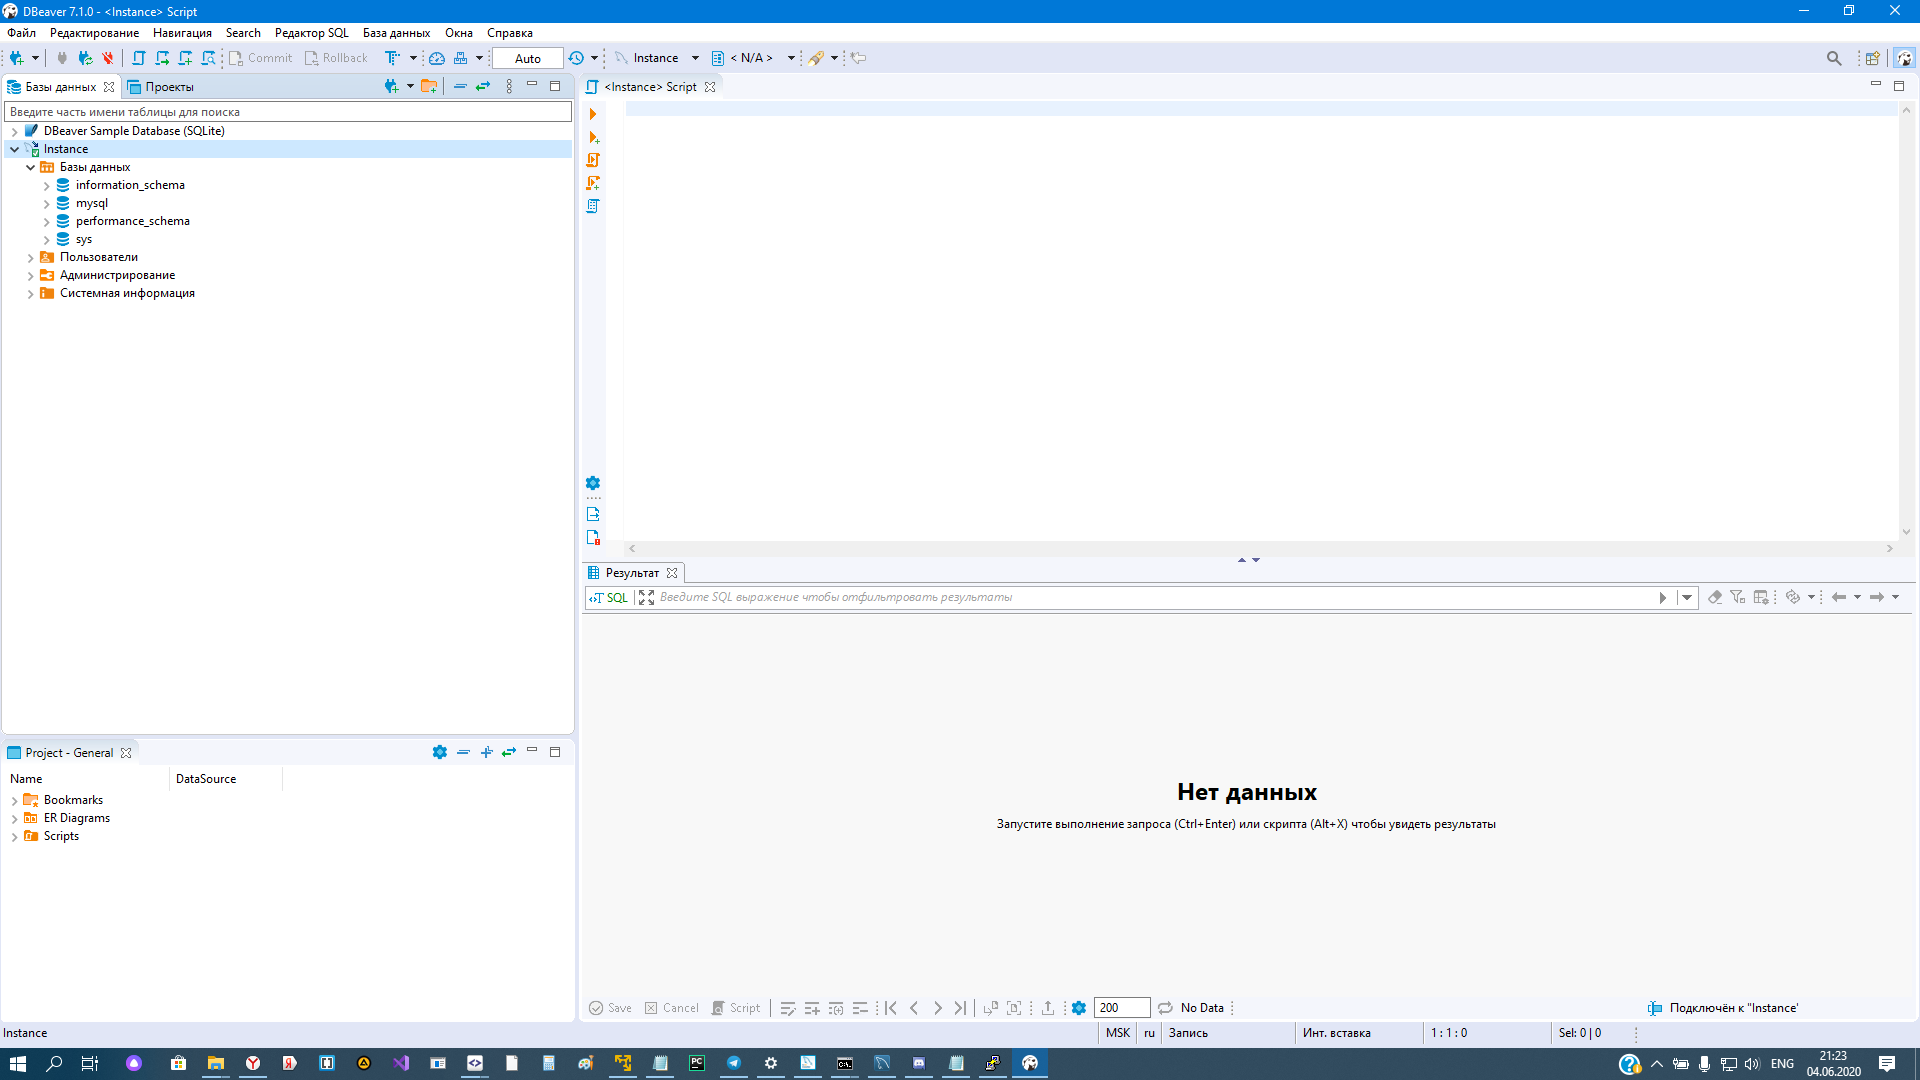 DBeaver 7.1.0 - <Instance> Script
Файл Редактирование Навигация Search Редактор SQL База данных Окна Справка
Commit Rollback Auto Instance < N/A >
Базы данных Проекты
Введите часть имени таблицы для поиска
DBeaver Sample Database (SQLite)
Instance
Базы данных
information_schema
mysql
performance_schema
sys
Пользователи
Администрирование
Системная информация
<Instance> Script
Результат
SQL Введите SQL выражение чтобы отфильтровать результаты
Нет данных
Запустите выполнение запроса (Ctrl+Enter) или скрипта (Alt+X) чтобы увидеть результаты
Project - General
Name DataSource
Bookmarks
ER Diagrams
Scripts
Save Cancel Script 200 No Data Подключён к "Instance'
Instance MSK ru Запись Инт. вставка 1 : 1 : 0 Sel: 0 | 0
ENG 21:23
04.06.2020